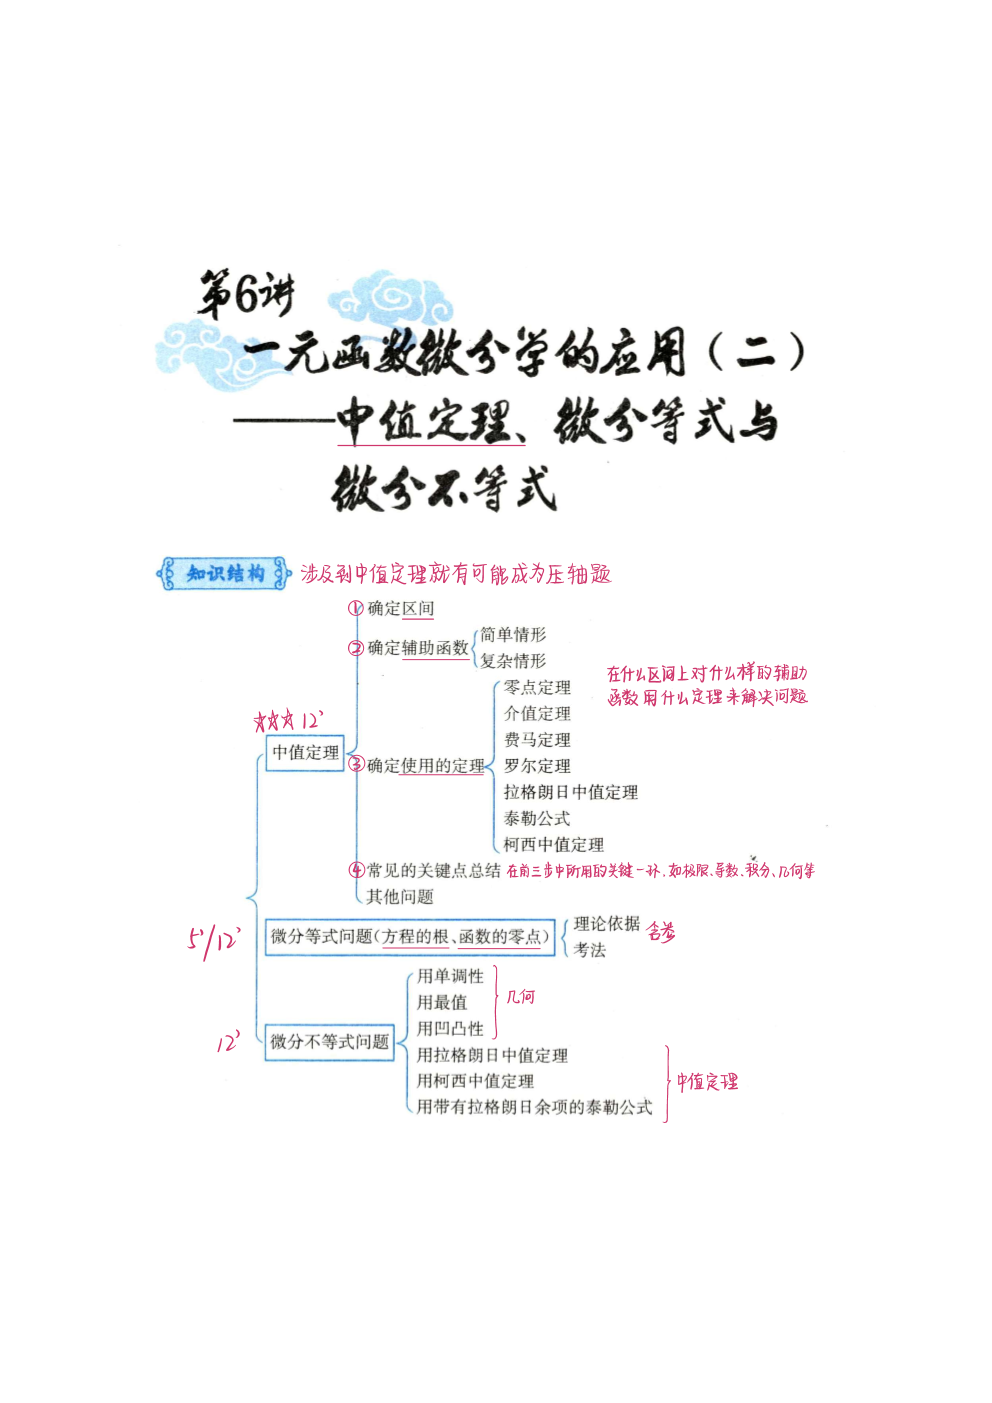 第6讲
一元函数微分学的应用(二)
——中值定理、微分等式与
微分不等式
知识结构 涉及到中值定理就有可能成为压轴题
①确定区间
②确定辅助函数
简单情形
复杂情形
在什么区间上对什么样的辅助
函数用什么定理来解决问题
☆☆☆ 12'
中值定理
③确定使用的定理
零点定理
介值定理
费马定理
罗尔定理
拉格朗日中值定理
泰勒公式
柯西中值定理
④常见的关键点总结 在前三步中所用的关键一环.如极限、导数、积分、几何等
其他问题
5'/12'
微分等式问题(方程的根、函数的零点)
理论依据 含参
考法
12'
微分不等式问题
用单调性
用最值
用凹凸性
几何
用拉格朗日中值定理
用柯西中值定理
用带有拉格朗日余项的泰勒公式
中值定理